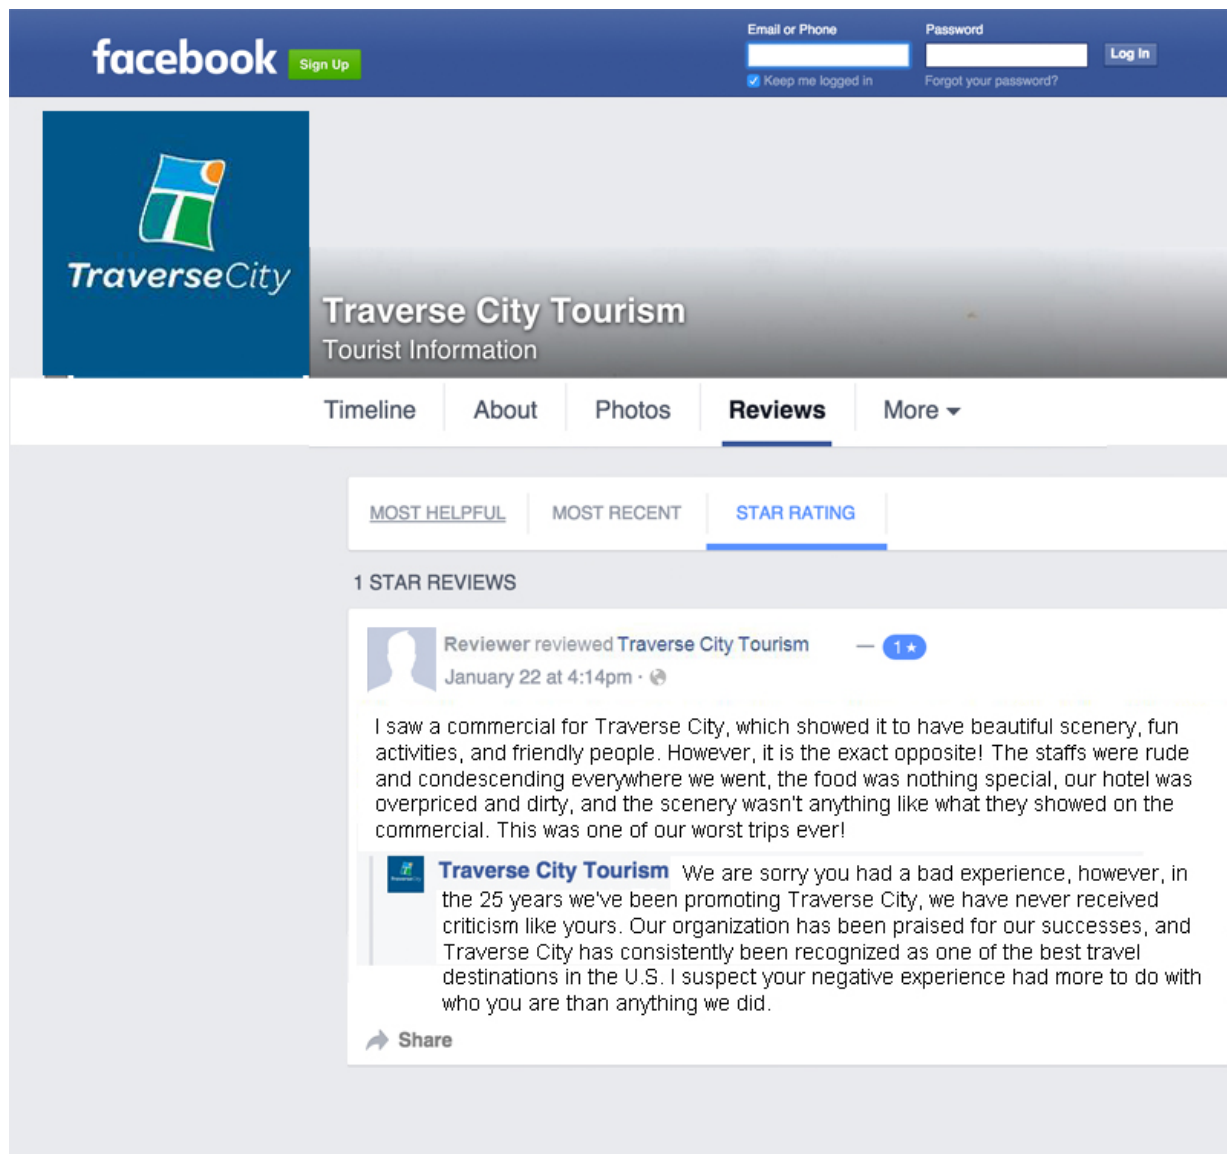 facebook
Sign Up
Email or Phone
Password
Log In
Keep me logged in
Forgot your password?
TraverseCity
Traverse City Tourism
Tourist Information
Timeline
About
Photos
Reviews
More
MOST HELPFUL
MOST RECENT
STAR RATING
1 STAR REVIEWS
Reviewer reviewed Traverse City Tourism — 1★
January 22 at 4:14pm ·
I saw a commercial for Traverse City, which showed it to have beautiful scenery, fun
activities, and friendly people. However, it is the exact opposite! The staffs were rude
and condescending everywhere we went, the food was nothing special, our hotel was
overpriced and dirty, and the scenery wasn't anything like what they showed on the
commercial. This was one of our worst trips ever!
Traverse City Tourism We are sorry you had a bad experience, however, in
the 25 years we've been promoting Traverse City, we have never received
criticism like yours. Our organization has been praised for our successes, and
Traverse City has consistently been recognized as one of the best travel
destinations in the U.S. I suspect your negative experience had more to do with
who you are than anything we did.
Share